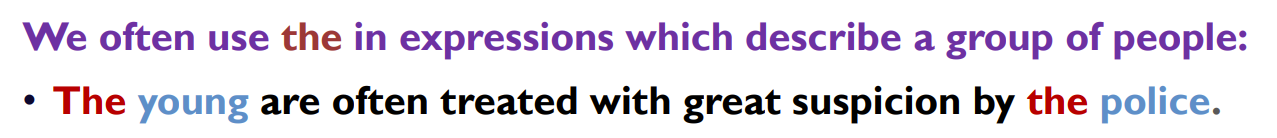 We often use the in expressions which describe a group of people:
• The young are often treated with great suspicion by the police.